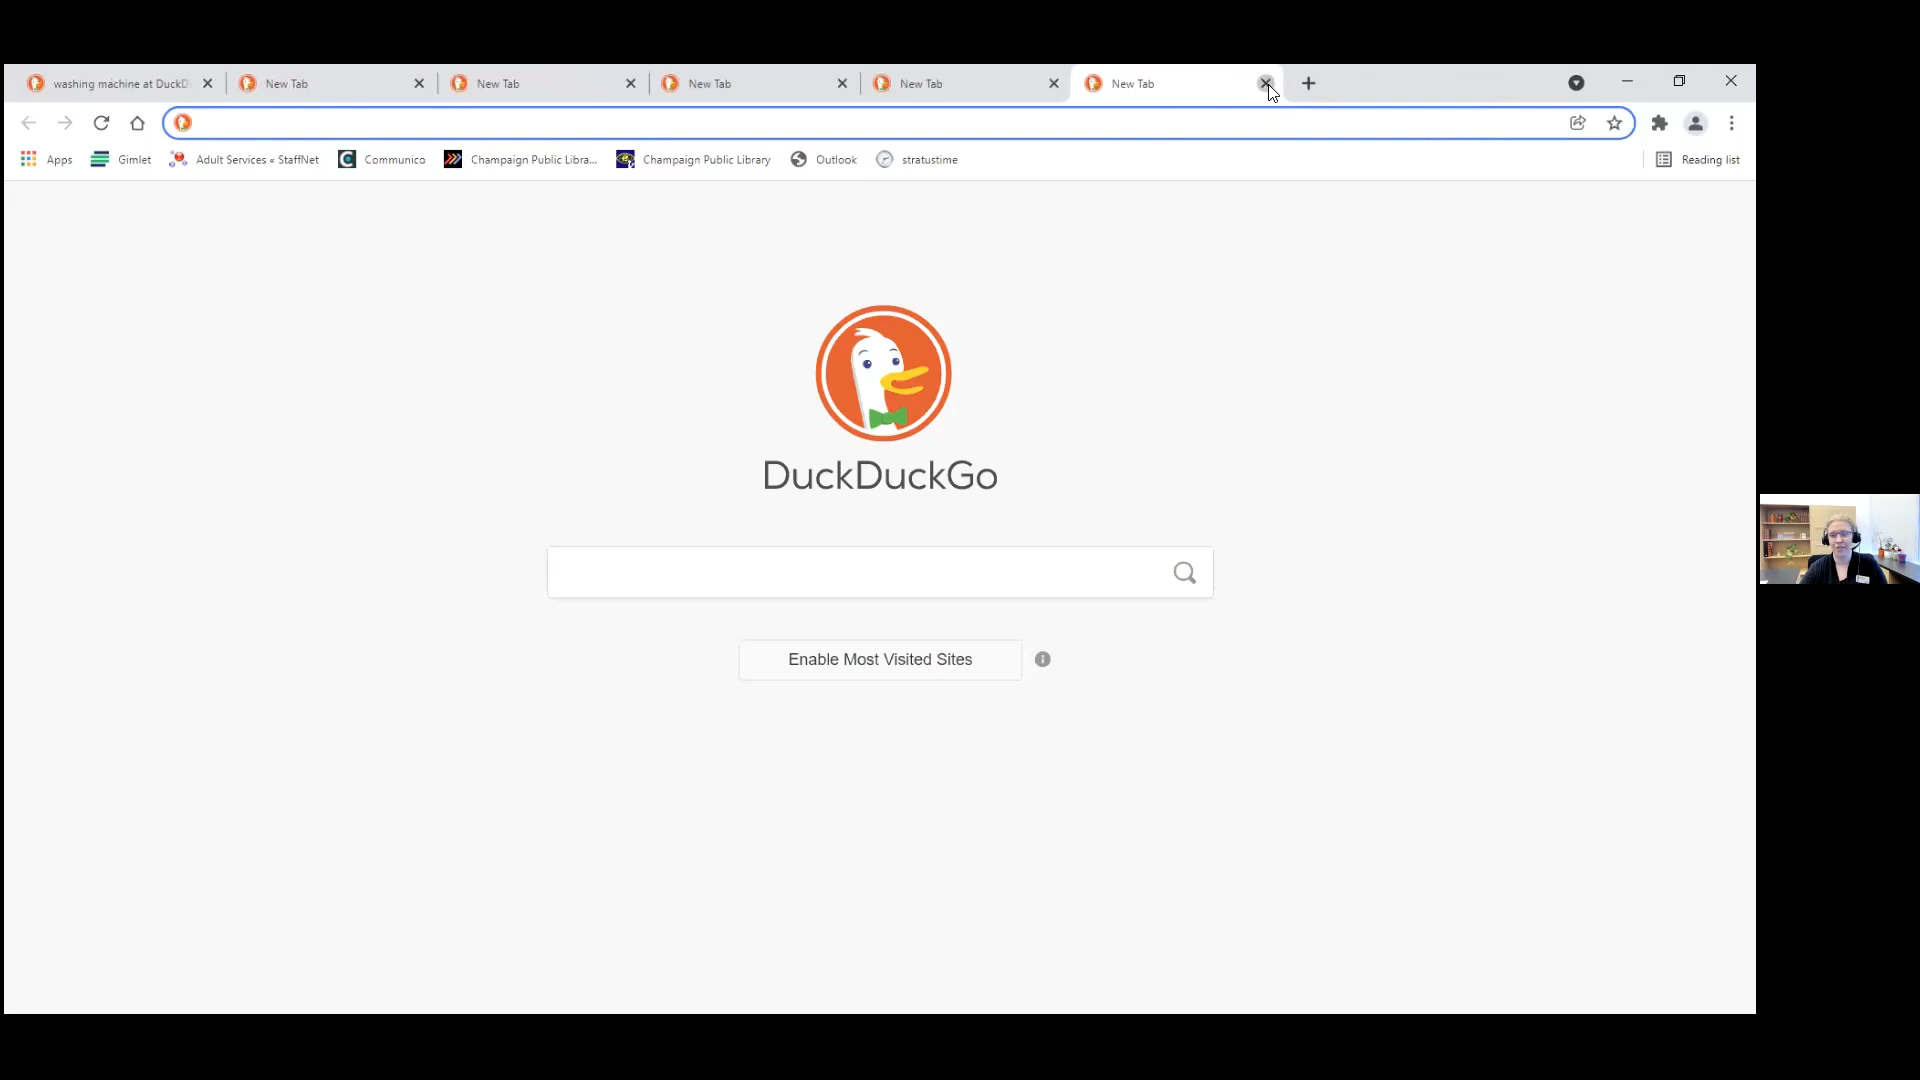 washing machine at DuckD
New Tab
New Tab
New Tab
New Tab
New Tab
Apps
Gimlet
Adult Services « StaffNet
Communico
Champaign Public Libra...
Champaign Public Library
Outlook
stratustime
Reading list
DuckDuckGo
Enable Most Visited Sites